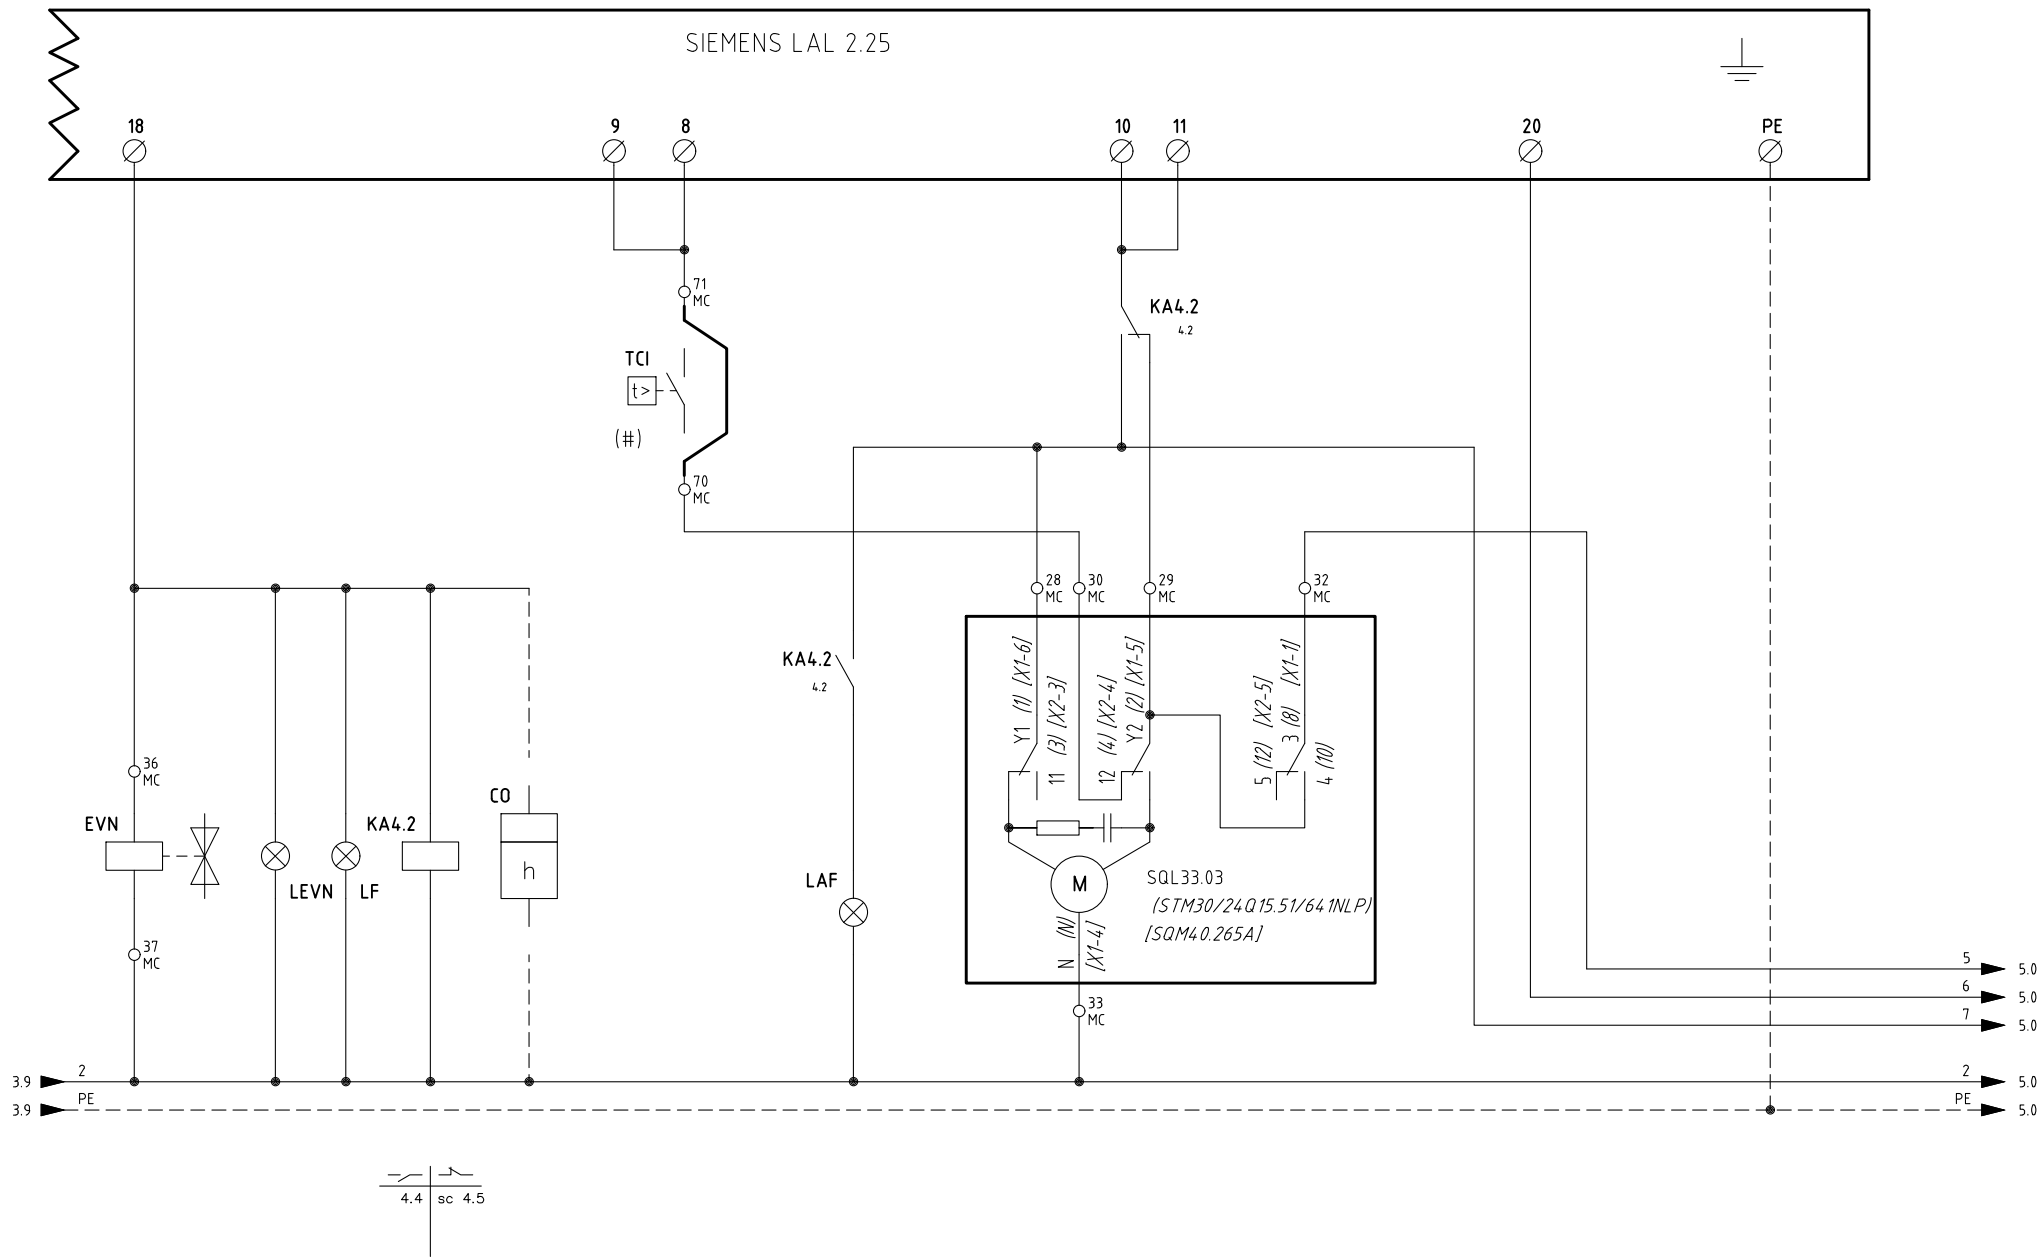 SIEMENS LAL 2.25
18
9
8
10
11
20
PE
71
MC
KA4.2
4.2
TCI
t>
(#)
70
MC
28
MC
30
MC
29
MC
32
MC
Y1 (1) [X1-6]
11 (3) [X2-3]
12 (4) [X2-4]
Y2 (2) [X1-5]
5 (12) [X2-5]
3 (8) [X1-1]
4 (10)
KA4.2
4.2
36
MC
EVN
LEVN
LF
KA4.2
CO
h
LAF
M
SQL33.03
(STM30/24Q15.51/641NLP)
[SQM40.265A]
N (N)
[X1-4]
37
MC
33
MC
5
5.0
6
5.0
7
5.0
3.9
2
2
5.0
3.9
PE
PE
5.0
4.4
sc 4.5